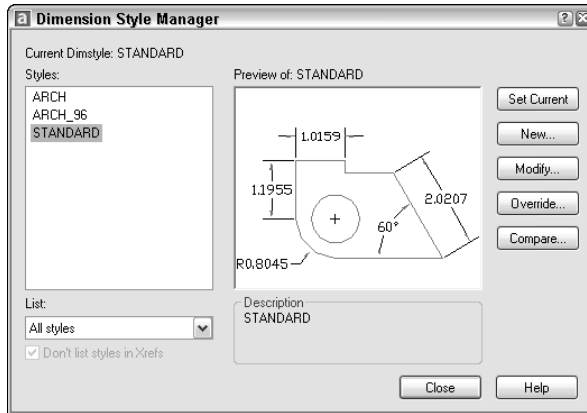 a Dimension Style Manager
Current Dimstyle: STANDARD
Styles:
ARCH
ARCH_96
STANDARD
Preview of: STANDARD
1.0159
1.1955
2.0207
60°
R0.8045
Set Current
New...
Modify...
Override...
Compare...
List:
All styles
Don't list styles in Xrefs
Description
STANDARD
Close
Help